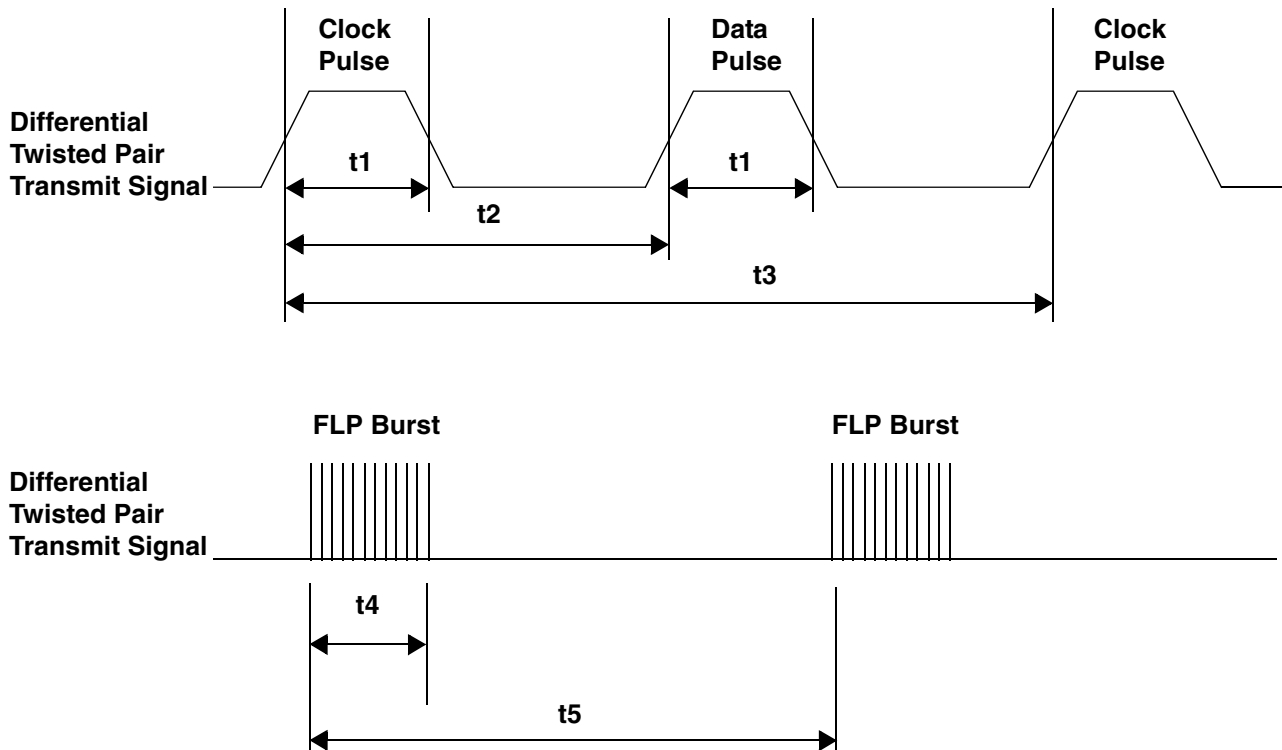 Clock
Pulse
Data
Pulse
Clock
Pulse
Differential
Twisted Pair
Transmit Signal
t1
t1
t2
t3
FLP Burst
FLP Burst
Differential
Twisted Pair
Transmit Signal
t4
t5